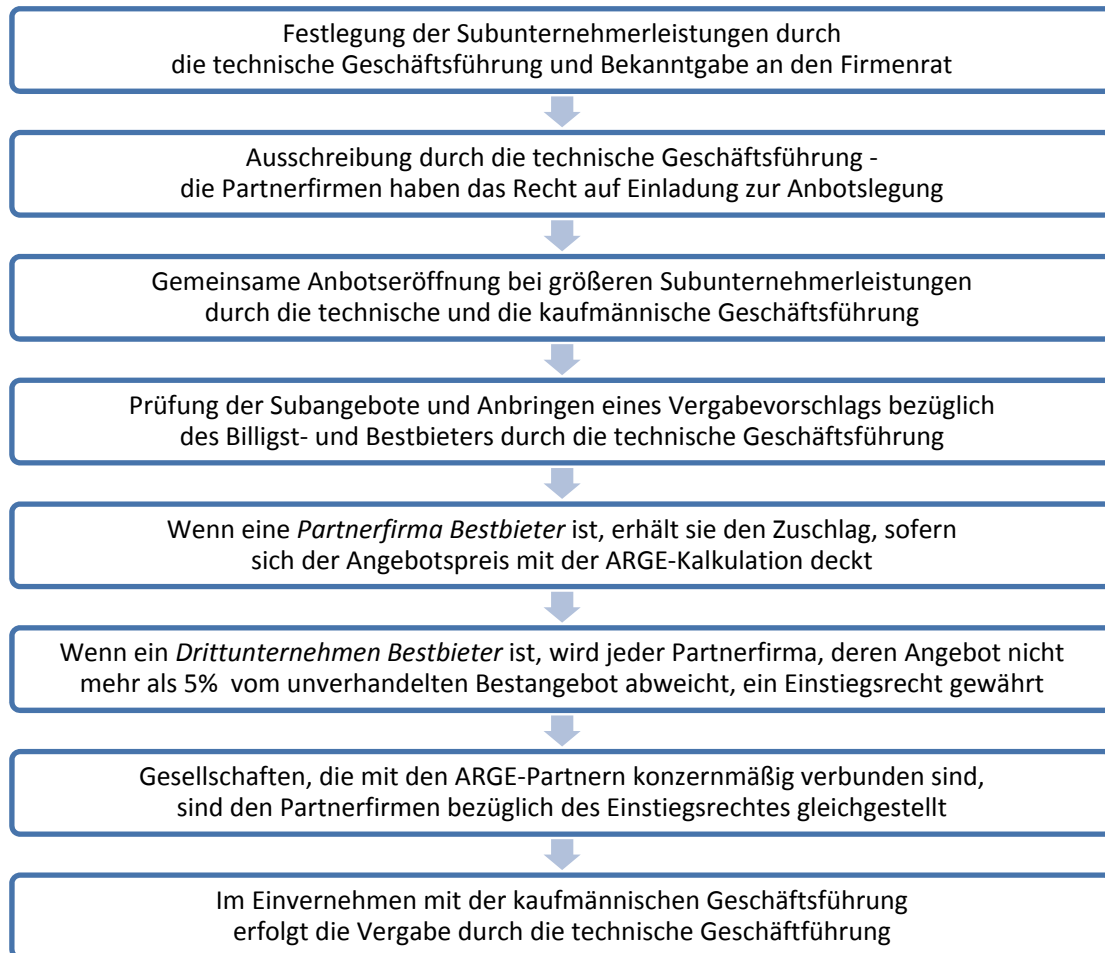 Festlegung der Subunternehmerleistungen durch
die technische Geschäftsführung und Bekanntgabe an den Firmenrat
Ausschreibung durch die technische Geschäftsführung -
die Partnerfirmen haben das Recht auf Einladung zur Anbotslegung
Gemeinsame Anbotseröffnung bei größeren Subunternehmerleistungen
durch die technische und die kaufmännische Geschäftsführung
Prüfung der Subangebote und Anbringen eines Vergabevorschlags bezüglich
des Billigst- und Bestbieters durch die technische Geschäftsführung
Wenn eine Partnerfirma Bestbieter ist, erhält sie den Zuschlag, sofern
sich der Angebotspreis mit der ARGE-Kalkulation deckt
Wenn ein Drittunternehmen Bestbieter ist, wird jeder Partnerfirma, deren Angebot nicht
mehr als 5% vom unverhandelten Bestangebot abweicht, ein Einstiegsrecht gewährt
Gesellschaften, die mit den ARGE-Partnern konzernmäßig verbunden sind,
sind den Partnerfirmen bezüglich des Einstiegsrechtes gleichgestellt
Im Einvernehmen mit der kaufmännischen Geschäftsführung
erfolgt die Vergabe durch die technische Geschäftführung